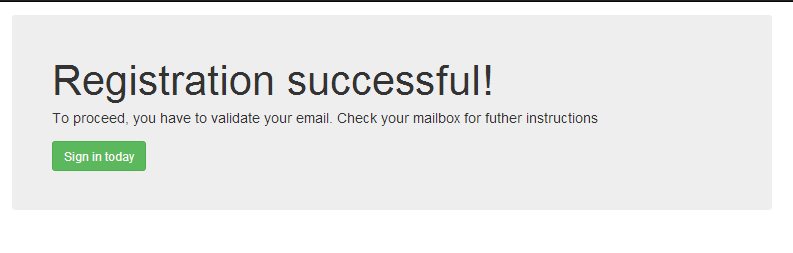 Registration successful!
To proceed, you have to validate your email. Check your mailbox for futher instructions
Sign in today